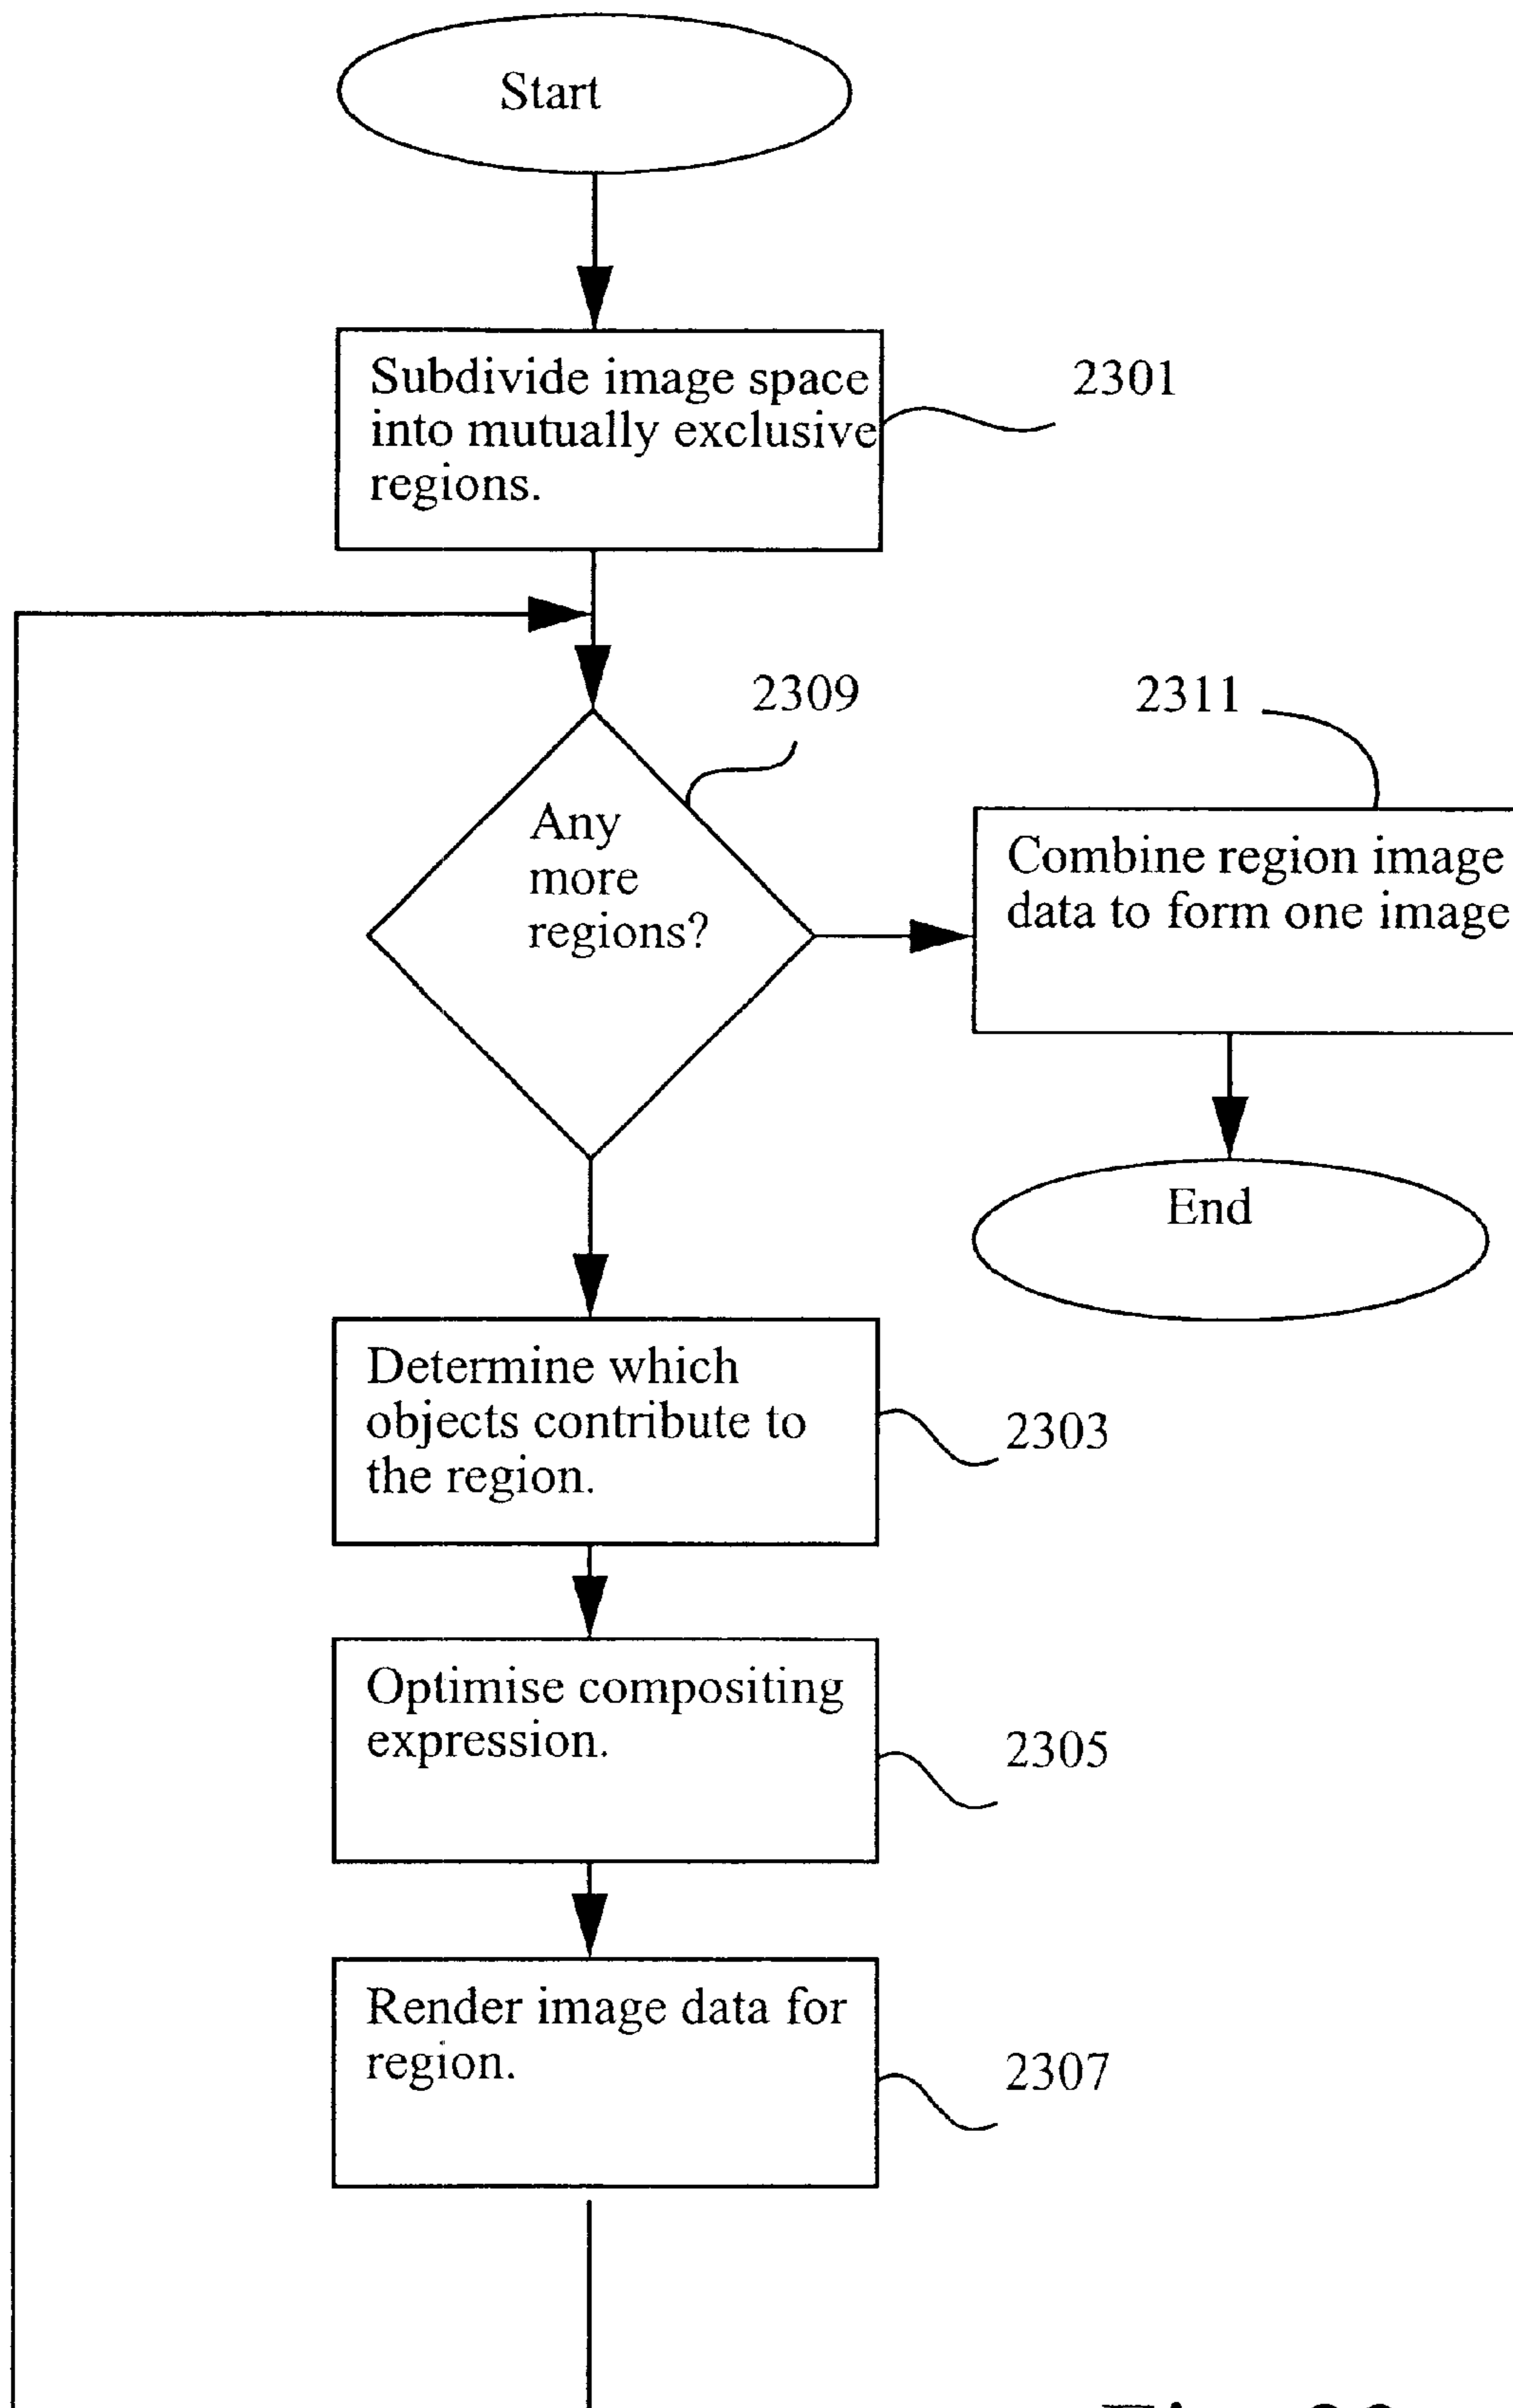 Start
Subdivide image space
into mutually exclusive
regions.
2301
2309
2311
Any
more
regions?
Combine region image
data to form one image
End
Determine which
objects contribute to
the region.
2303
Optimise compositing
expression.
2305
Render image data for
region.
2307